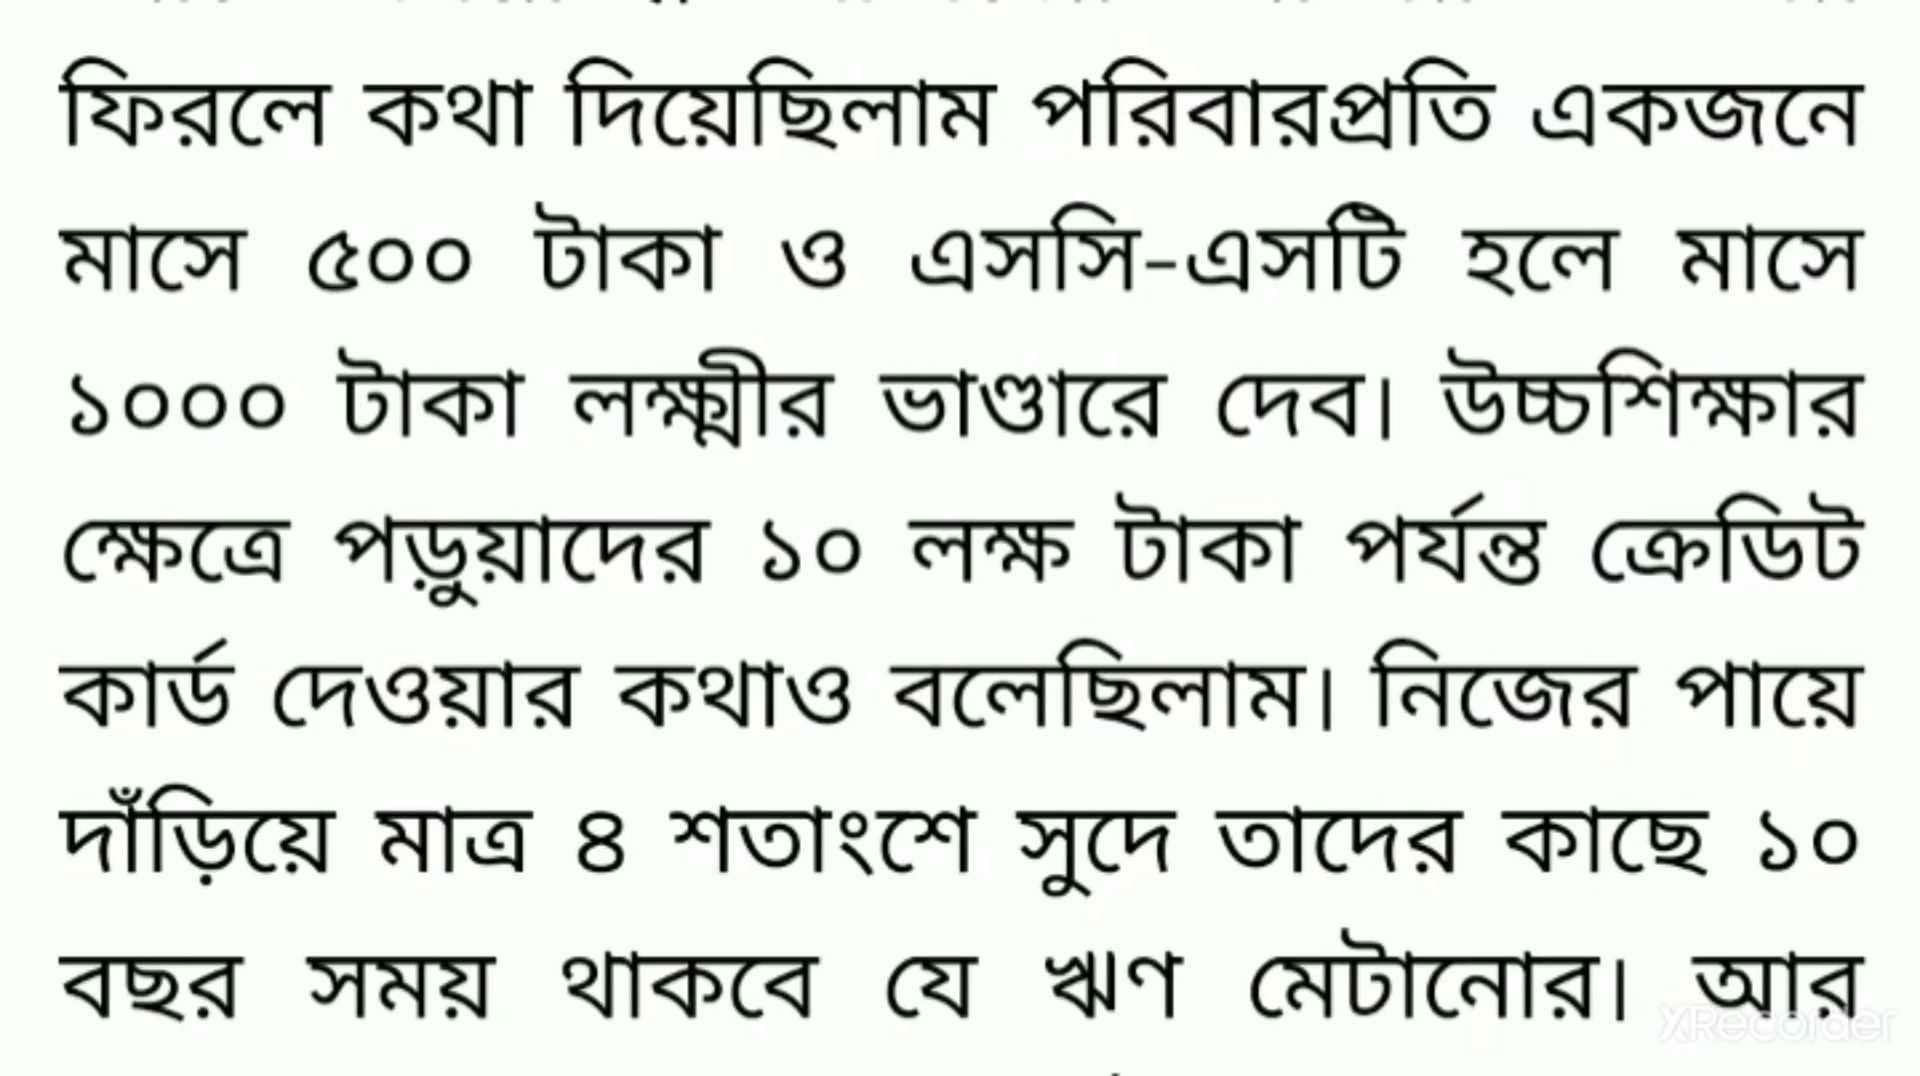 ফিরলে কথা দিয়েছিলাম পরিবারপ্রতি একজনে
মাসে ৫০০ টাকা ও এসসি-এসটি হলে মাসে
১০০০ টাকা লক্ষ্মীর ভাণ্ডারে দেব। উচ্চশিক্ষার
ক্ষেত্রে পড়ুয়াদের ১০ লক্ষ টাকা পর্যন্ত ক্রেডিট
কার্ড দেওয়ার কথাও বলেছিলাম। নিজের পায়ে
দাঁড়িয়ে মাত্র ৪ শতাংশে সুদে তাদের কাছে ১০
বছর সময় থাকবে যে ঋণ মেটানোর। আর
XRecorder